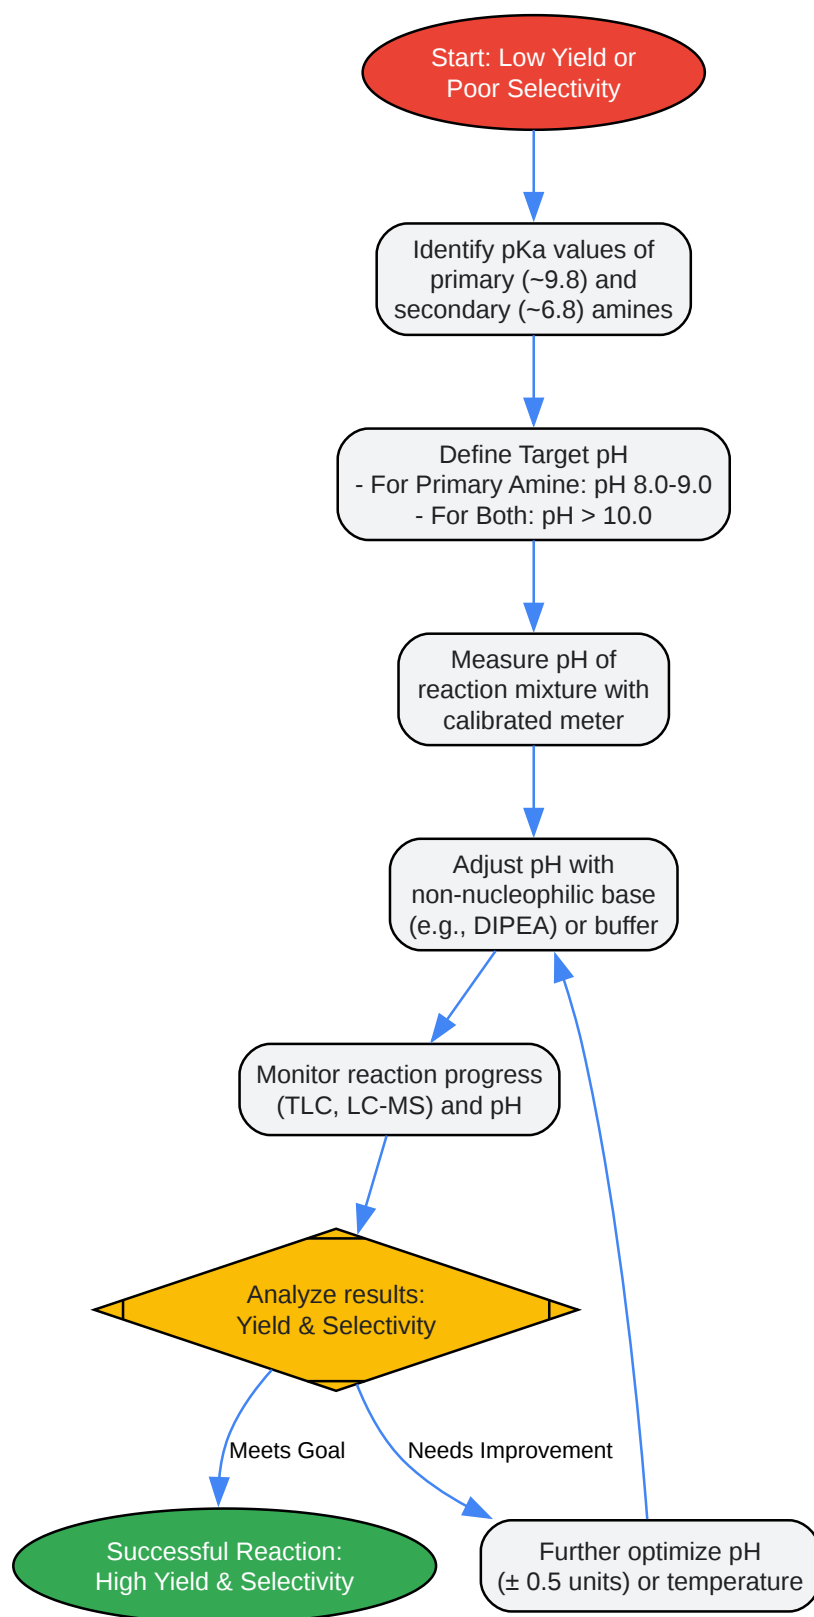 Start: Low Yield or
Poor Selectivity
Identify pKa values of
primary (~9.8) and
secondary (~6.8) amines
Define Target pH
- For Primary Amine: pH 8.0-9.0
- For Both: pH > 10.0
Measure pH of
reaction mixture with
calibrated meter
Adjust pH with
non-nucleophilic base
(e.g., DIPEA) or buffer
Monitor reaction progress
(TLC, LC-MS) and pH
Analyze results:
Yield & Selectivity
Meets Goal
Needs Improvement
Successful Reaction:
High Yield & Selectivity
Further optimize pH
(± 0.5 units) or temperature